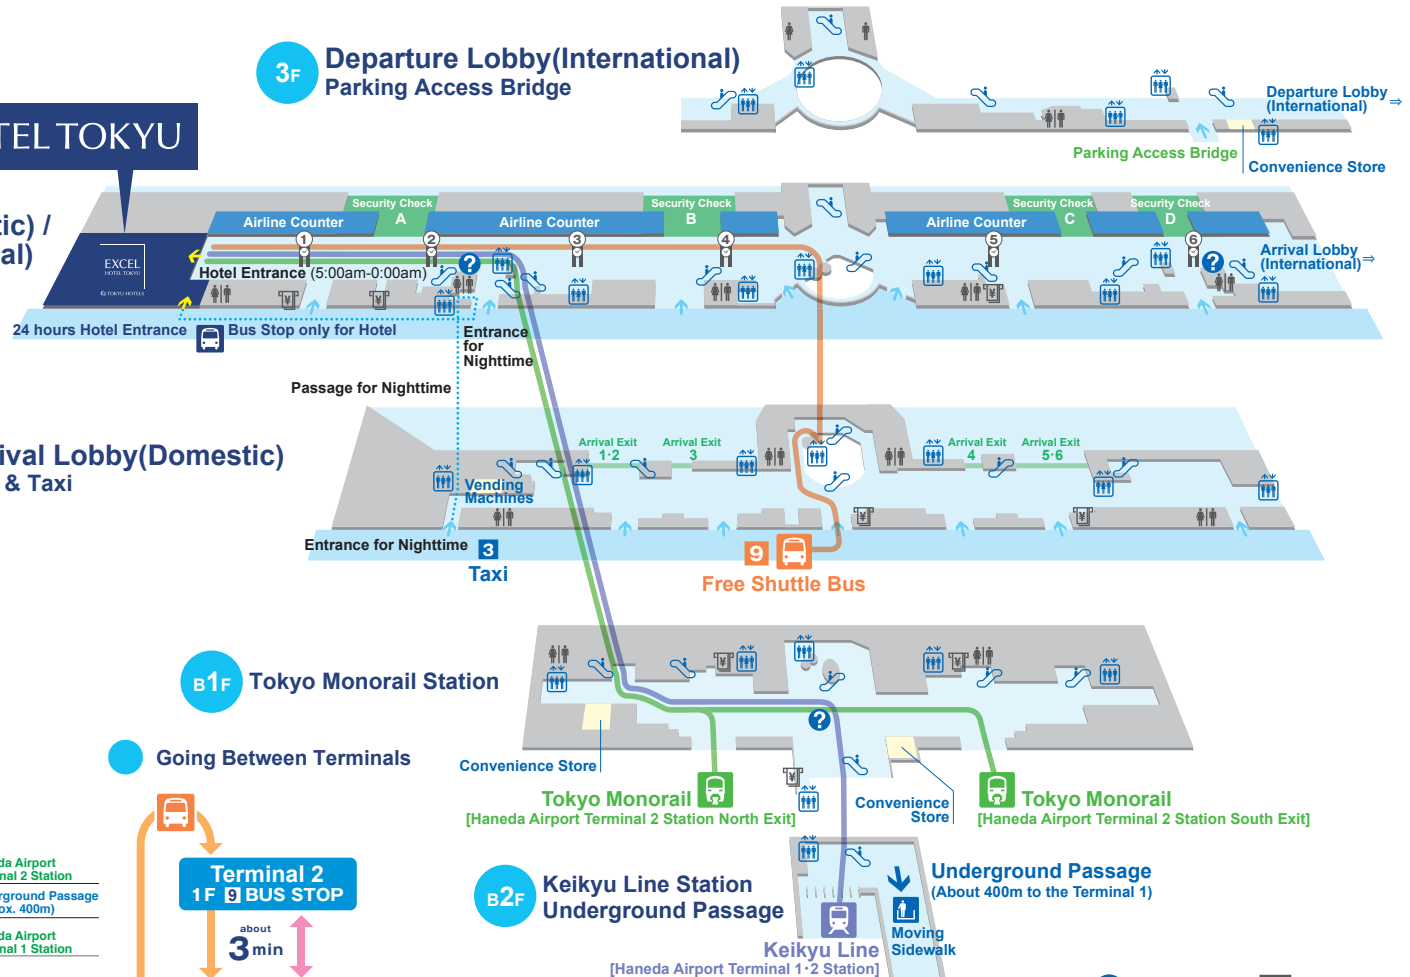 3F
Departure Lobby(International)
Parking Access Bridge
Departure Lobby
(International) ⇒
Parking Access Bridge
Convenience Store
TEL TOKYU
Security Check
A
Security Check
B
Security Check
C
Security Check
D
Airline Counter
Airline Counter
Airline Counter
1
2
3
4
5
6
tic) /
al)
EXCEL
HOTEL TOKYU
TOKYU HOTELS
Hotel Entrance (5:00am-0:00am)
?
?
Arrival Lobby
(International) ⇒
¥
¥
¥
24 hours Hotel Entrance
Bus Stop only for Hotel
Entrance
for
Nighttime
Passage for Nighttime
ival Lobby(Domestic)
& Taxi
Arrival Exit
1·2
Arrival Exit
3
Arrival Exit
4
Arrival Exit
5·6
Vending
Machines
¥
¥
Entrance for Nighttime
3
Taxi
9
Free Shuttle Bus
B1F
Tokyo Monorail Station
¥
¥
?
¥
Convenience Store
Convenience
Store
Tokyo Monorail
[Haneda Airport Terminal 2 Station North Exit]
Tokyo Monorail
[Haneda Airport Terminal 2 Station South Exit]
Going Between Terminals
Terminal 2
1F 9 BUS STOP
about
3 min
da Airport
nal 2 Station
rground Passage
ox. 400m)
da Airport
nal 1 Station
B2F
Keikyu Line Station
Underground Passage
Underground Passage
(About 400m to the Terminal 1)
Moving
Sidewalk
Keikyu Line
[Haneda Airport Terminal 1·2 Station]